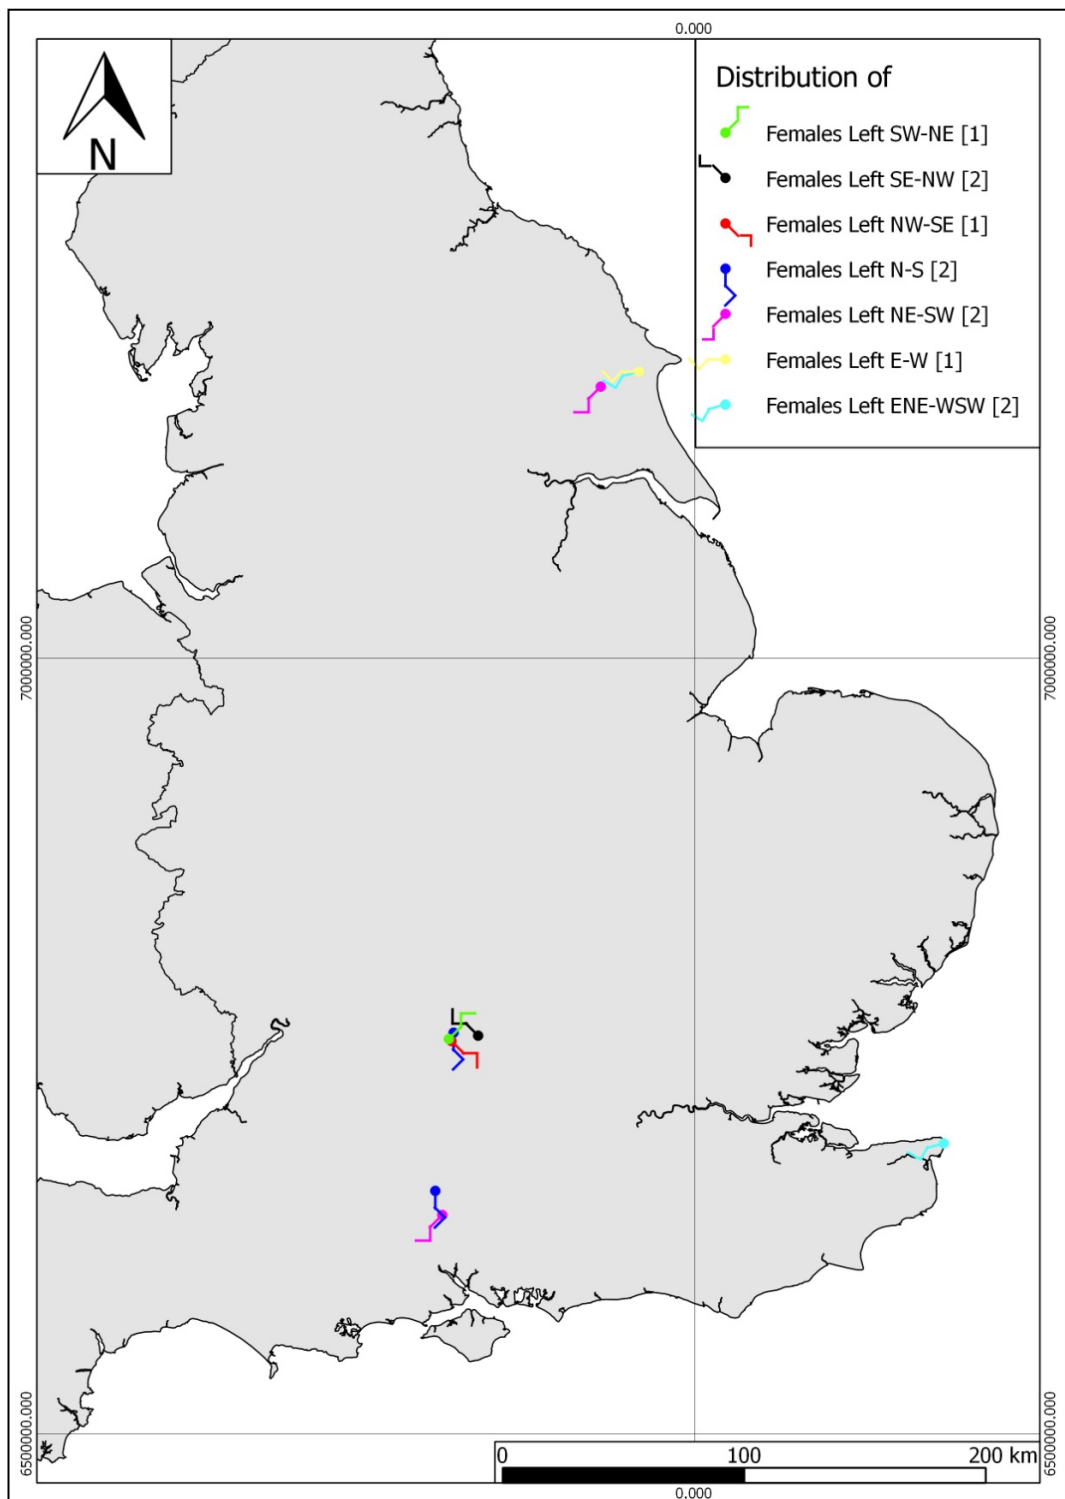 0.000
N
Distribution of
Females Left SW-NE [1]
Females Left SE-NW [2]
Females Left NW-SE [1]
Females Left N-S [2]
Females Left NE-SW [2]
Females Left E-W [1]
Females Left ENE-WSW [2]
7000000.000
7000000.000
6500000.000
6500000.000
0 100 200 km
0.000